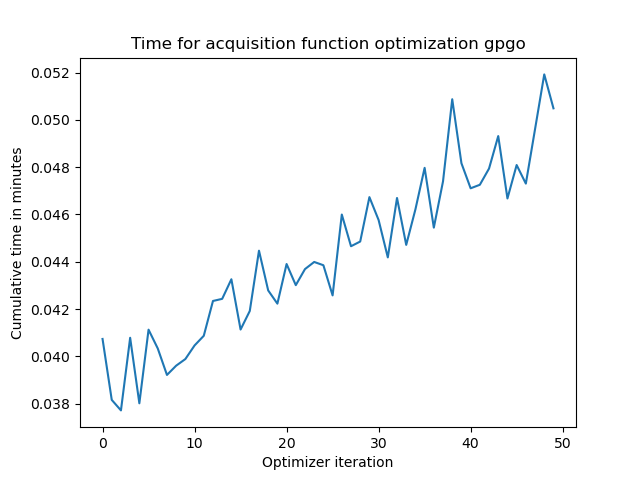 Time for acquisition function optimization gpgo
0.052
0.050
0.048
0.046
0.044
0.042
0.040
0.038
Cumulative time in minutes
0 10 20 30 40 50
Optimizer iteration